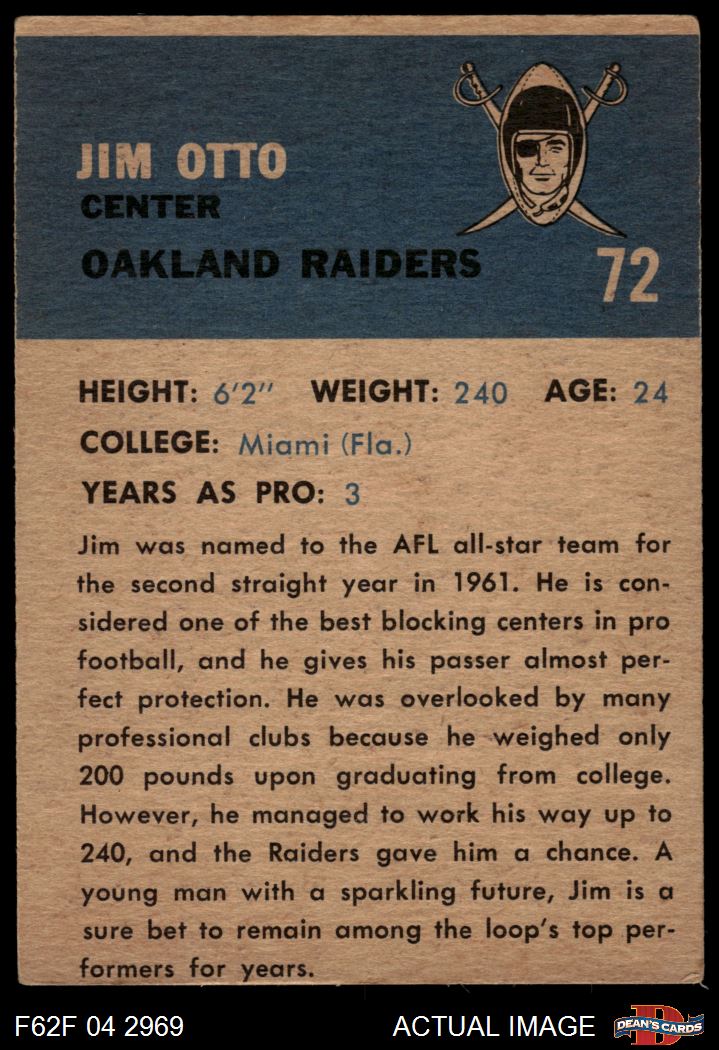 JIM OTTO
CENTER
OAKLAND RAIDERS
72
HEIGHT: 6'2" WEIGHT: 240 AGE: 24
COLLEGE: Miami (Fla.)
YEARS AS PRO: 3
Jim was named to the AFL all-star team for
the second straight year in 1961. He is con-
sidered one of the best blocking centers in pro
football, and he gives his passer almost per-
fect protection. He was overlooked by many
professional clubs because he weighed only
200 pounds upon graduating from college.
However, he managed to work his way up to
240, and the Raiders gave him a chance. A
young man with a sparkling future, Jim is a
sure bet to remain among the loop's top per-
formers for years.
F62F 04 2969 ACTUAL IMAGE D DEAN'S CARDS